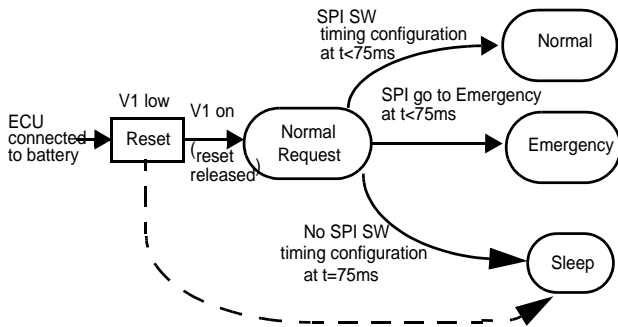 SPI SW
timing configuration
at t<75ms
Normal
V1 low
V1 on
SPI go to Emergency
at t<75ms
ECU
connected
to battery
Reset
(reset
released)
Normal
Request
Emergency
No SPI SW
timing configuration
at t=75ms
Sleep